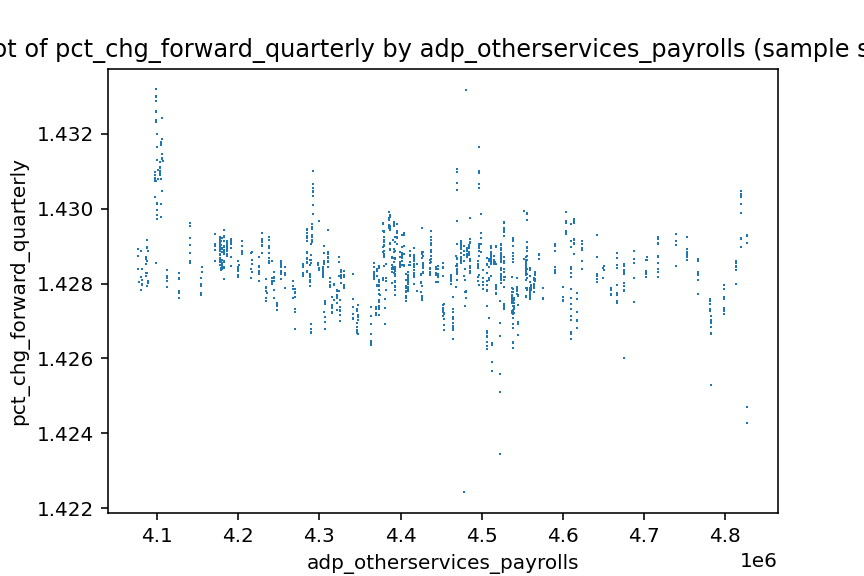 ot of pct_chg_forward_quarterly by adp_otherservices_payrolls (sample s
1.432
1.430
1.428
1.426
1.424
1.422
pct_chg_forward_quarterly
4.1 4.2 4.3 4.4 4.5 4.6 4.7 4.8
1e6
adp_otherservices_payrolls